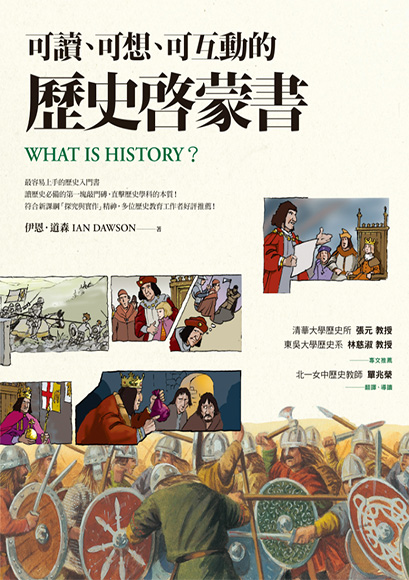 可讀、可想、可互動的
歷史啓蒙書
WHAT IS HISTORY？
最容易上手的歷史入門書
讀歷史必備的第一塊敲門磚，直擊歷史學科的本質！
符合新課綱「探究與實作」精神，多位歷史教育工作者好評推薦！
伊恩·道森 IAN DAWSON——著
清華大學歷史所 張元 教授
東吳大學歷史系 林慈淑 教授
——專文推薦
北一女中歷史教師 單兆榮
——翻譯·導讀